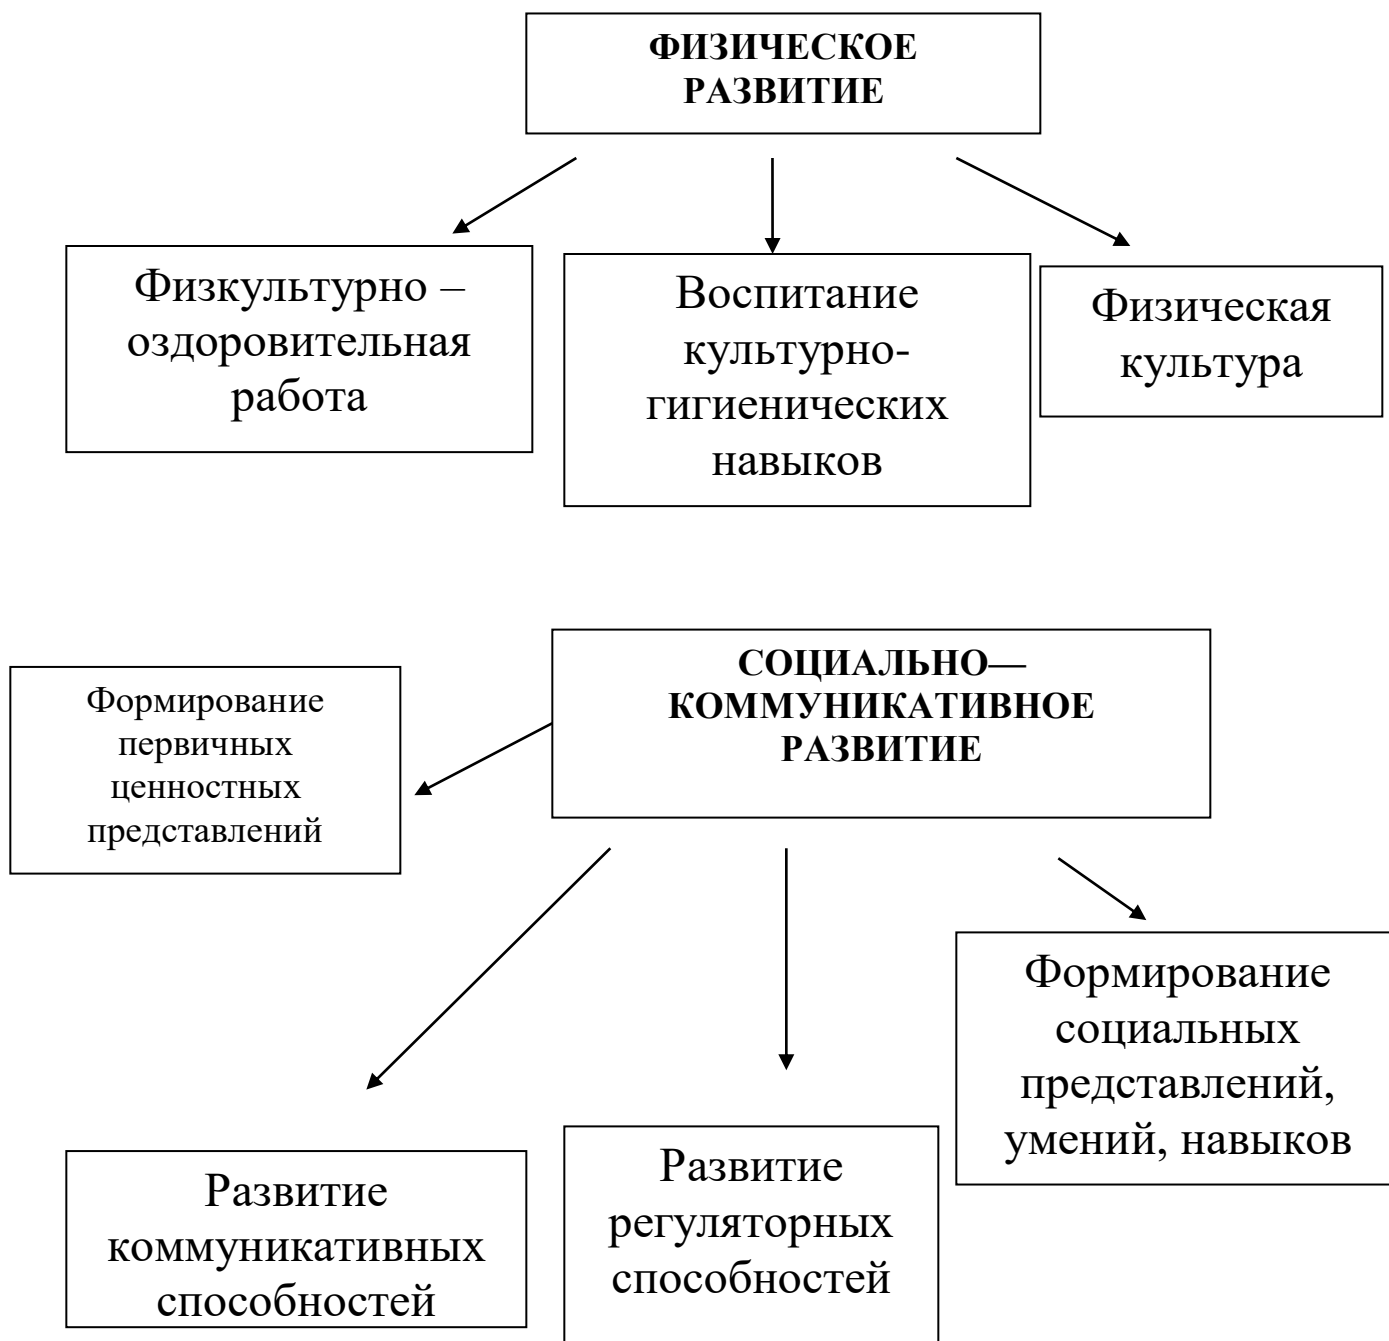 ФИЗИЧЕСКОЕ
РАЗВИТИЕ
Физкультурно –
оздоровительная
работа
Воспитание
культурно-
гигиенических
навыков
Физическая
культура
СОЦИАЛЬНО—
КОММУНИКАТИВНОЕ
РАЗВИТИЕ
Формирование
первичных
ценностных
представлений
Развитие
коммуникативных
способностей
Развитие
регуляторных
способностей
Формирование
социальных
представлений,
умений, навыков